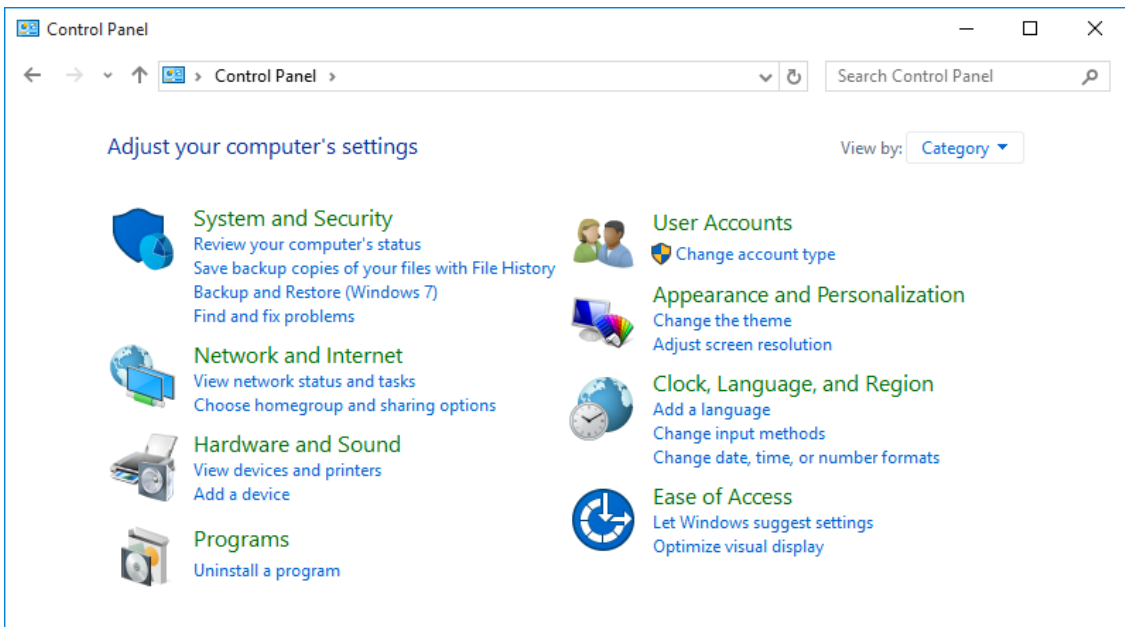 Control Panel
Control Panel
Search Control Panel
Adjust your computer's settings
View by: Category
System and Security
Review your computer's status
Save backup copies of your files with File History
Backup and Restore (Windows 7)
Find and fix problems
Network and Internet
View network status and tasks
Choose homegroup and sharing options
Hardware and Sound
View devices and printers
Add a device
Programs
Uninstall a program
User Accounts
Change account type
Appearance and Personalization
Change the theme
Adjust screen resolution
Clock, Language, and Region
Add a language
Change input methods
Change date, time, or number formats
Ease of Access
Let Windows suggest settings
Optimize visual display